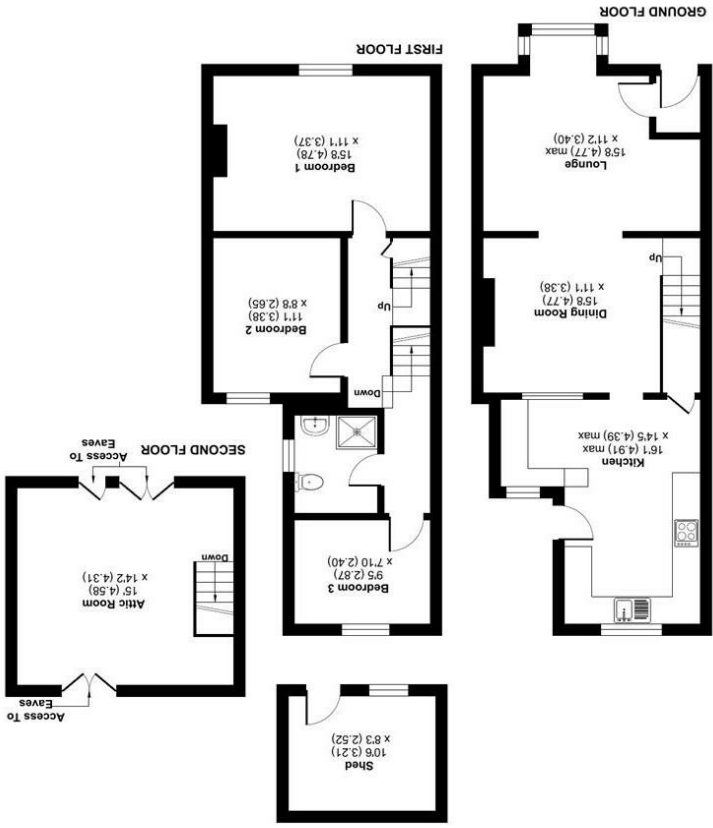 Shed
10'6 (3.21)
x 8'3 (2.52)
Access To
Eaves
Attic Room
15' (4.58)
x 14'2 (4.31)
Down
Access To
Eaves
SECOND FLOOR
Bedroom 3
9'5 (2.87)
x 7'10 (2.40)
Down
Up
Bedroom 2
11'1 (3.38)
x 8'8 (2.65)
Bedroom 1
15'8 (4.78)
x 11'1 (3.37)
FIRST FLOOR
Kitchen
16'1 (4.91) max
x 14'5 (4.39) max
Dining Room
15'8 (4.77)
x 11'1 (3.38)
Up
Lounge
15'8 (4.77) max
x 11'2 (3.40)
GROUND FLOOR